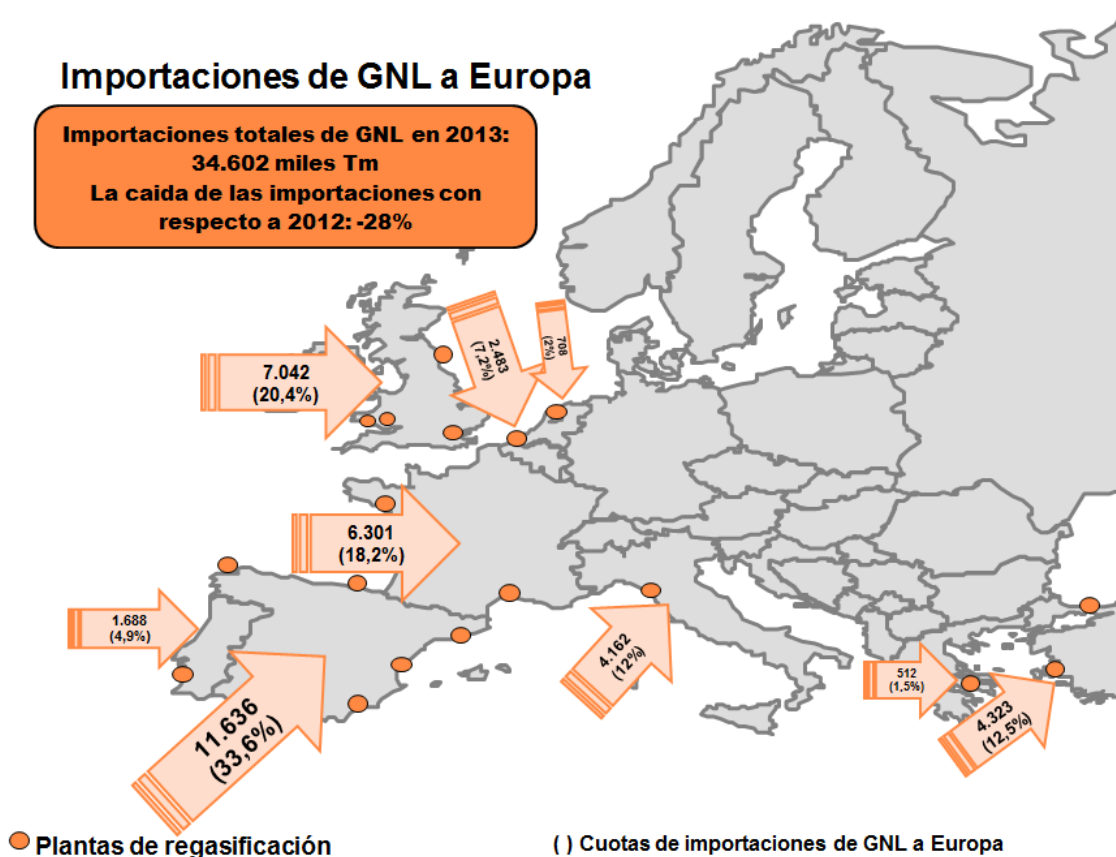 Importaciones de GNL a Europa
Importaciones totales de GNL en 2013:
34.602 miles Tm
La caida de las importaciones con
respecto a 2012: -28%
2.483
(7,2%)
708
(2%)
7.042
(20,4%)
6.301
(18,2%)
1.688
(4,9%)
11.636
(33,6%)
4.162
(12%)
512
(1,5%)
4.323
(12,5%)
Plantas de regasificación
( ) Cuotas de importaciones de GNL a Europa